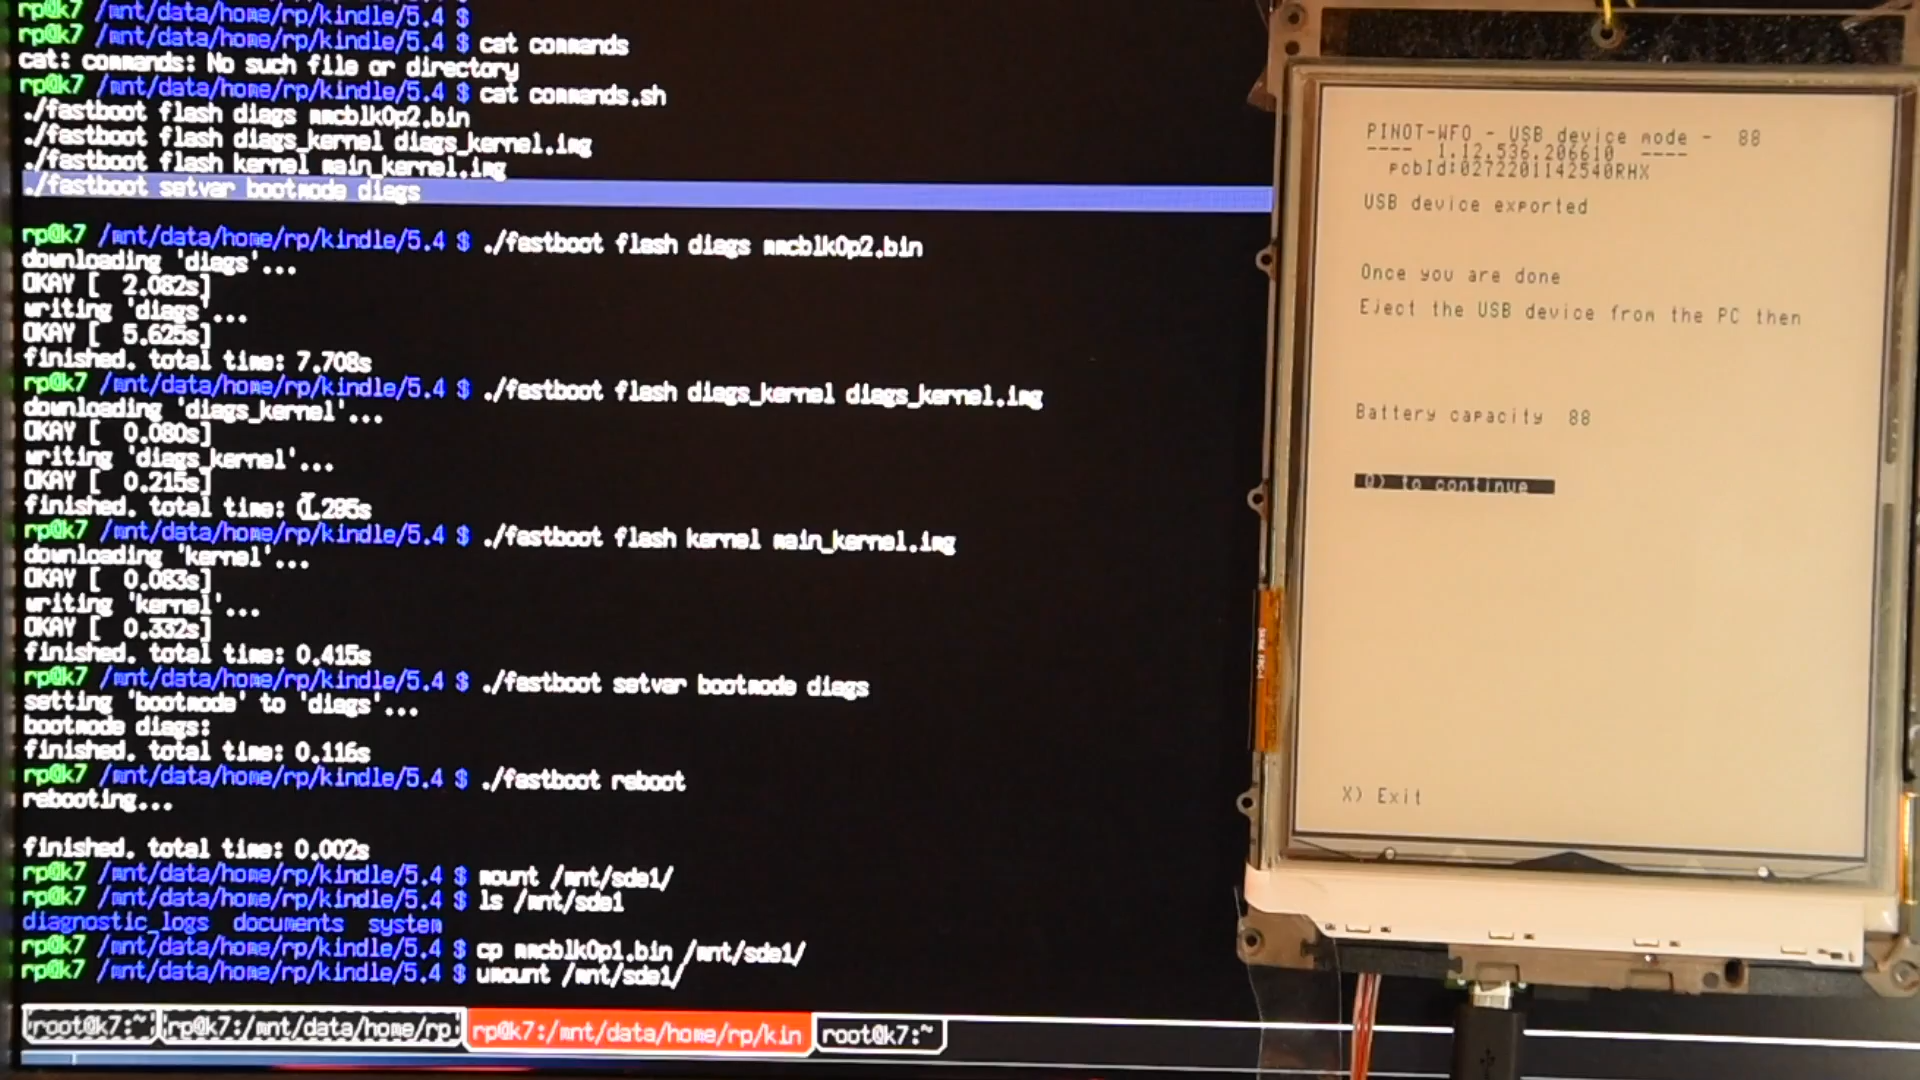 rp@k7 /mnt/data/home/rp/kindle/5.4 $
rp@k7 /mnt/data/home/rp/kindle/5.4 $ cat commands
cat: commands: No such file or directory
rp@k7 /mnt/data/home/rp/kindle/5.4 $ cat commands.sh
./fastboot flash diags mmcblk0p2.bin
./fastboot flash diags_kernel diags_kernel.img
./fastboot flash kernel main_kernel.img
./fastboot setvar bootmode diags
rp@k7 /mnt/data/home/rp/kindle/5.4 $ ./fastboot flash diags mmcblk0p2.bin
downloading 'diags'...
OKAY [  2.082s]
writing 'diags'...
OKAY [  5.625s]
finished. total time: 7.708s
rp@k7 /mnt/data/home/rp/kindle/5.4 $ ./fastboot flash diags_kernel diags_kernel.img
downloading 'diags_kernel'...
OKAY [  0.080s]
writing 'diags_kernel'...
OKAY [  0.215s]
finished. total time: 0.295s
rp@k7 /mnt/data/home/rp/kindle/5.4 $ ./fastboot flash kernel main_kernel.img
downloading 'kernel'...
OKAY [  0.083s]
writing 'kernel'...
OKAY [  0.332s]
finished. total time: 0.415s
rp@k7 /mnt/data/home/rp/kindle/5.4 $ ./fastboot setvar bootmode diags
setting 'bootmode' to 'diags'...
bootmode diags:
finished. total time: 0.116s
rp@k7 /mnt/data/home/rp/kindle/5.4 $ ./fastboot reboot
rebooting...
finished. total time: 0.002s
rp@k7 /mnt/data/home/rp/kindle/5.4 $ mount /mnt/sde1/
rp@k7 /mnt/data/home/rp/kindle/5.4 $ ls /mnt/sde1
diagnostic_logs  documents  system
rp@k7 /mnt/data/home/rp/kindle/5.4 $ cp mmcblk0p1.bin /mnt/sde1/
rp@k7 /mnt/data/home/rp/kindle/5.4 $ umount /mnt/sde1/
root@k7:~ rp@k7:/mnt/data/home/rp rp@k7:/mnt/data/home/rp/kin root@k7:~
PINOT-WFO - USB device mode -  88
---- 1.12.536.206610 ----
pcbId:0272201142540RHX
USB device exported
Once you are done
Eject the USB device from the PC then
Battery capacity  88
Q) to continue
X) Exit